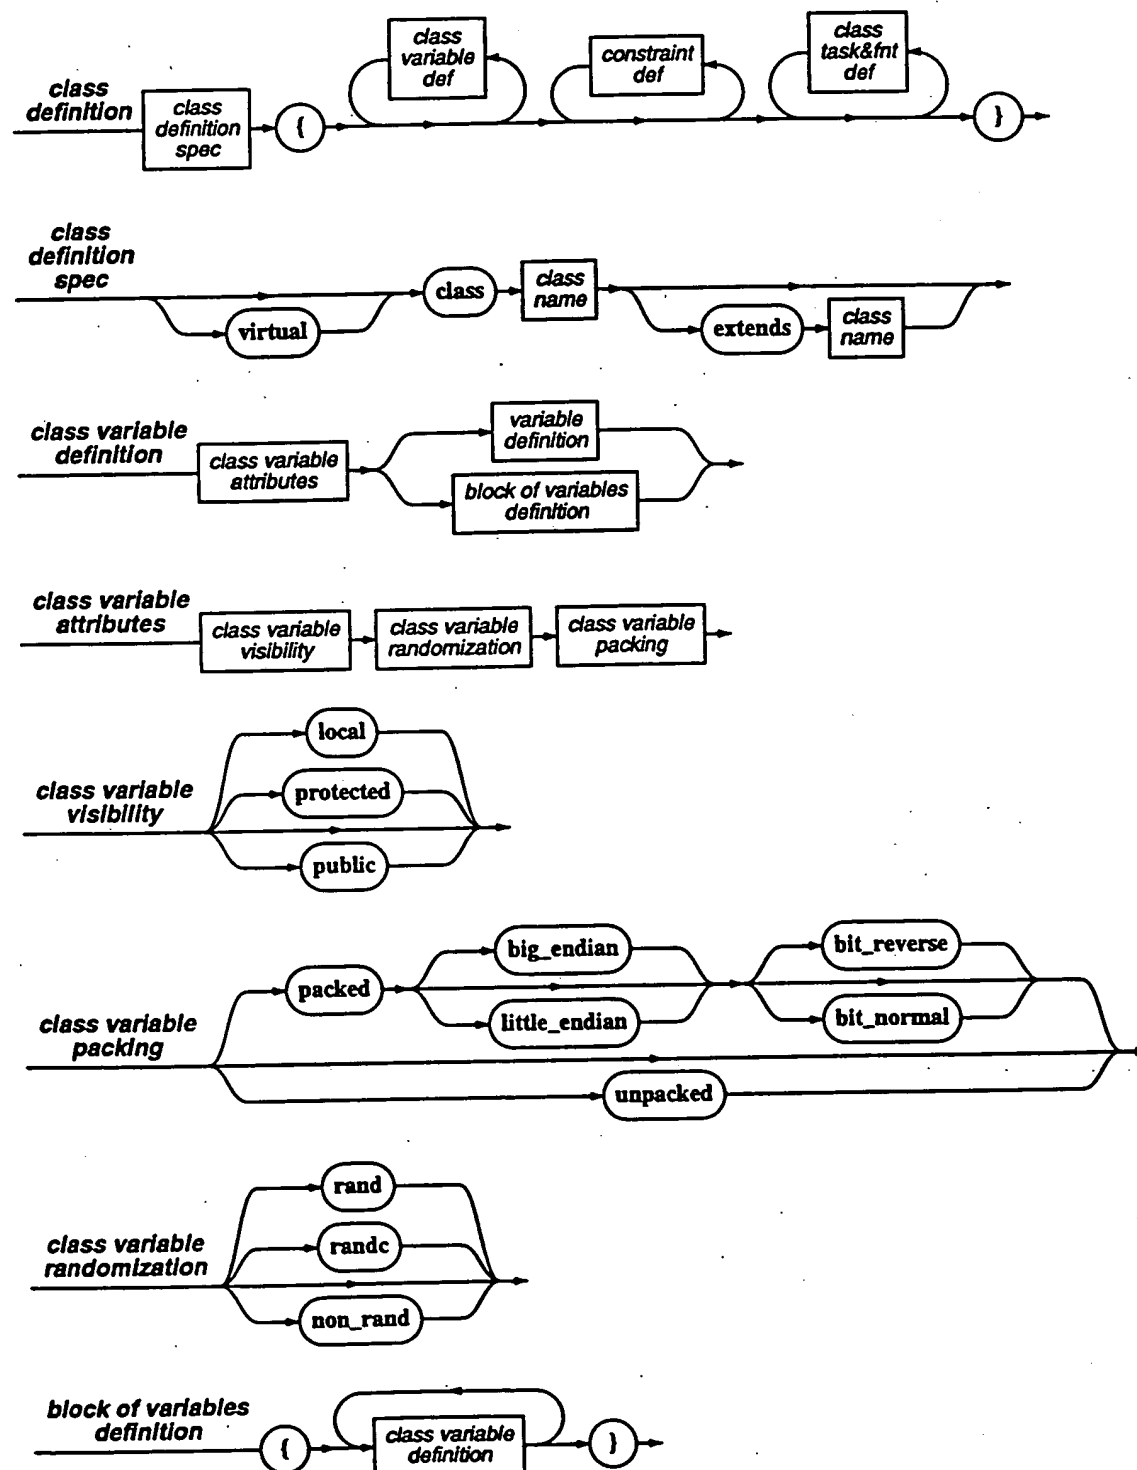 class
definition
class
definition
spec
{
class
variable
def
constraint
def
class
task&fnt
def
}
class
definition
spec
virtual
class
class
name
extends
class
name
class variable
definition
class variable
attributes
variable
definition
block of variables
definition
class variable
attributes
class variable
visibility
class variable
randomization
class variable
packing
class variable
visibility
local
protected
public
class variable
packing
packed
big_endian
little_endian
bit_reverse
bit_normal
unpacked
class variable
randomization
rand
randc
non_rand
block of variables
definition
{
class variable
definition
}